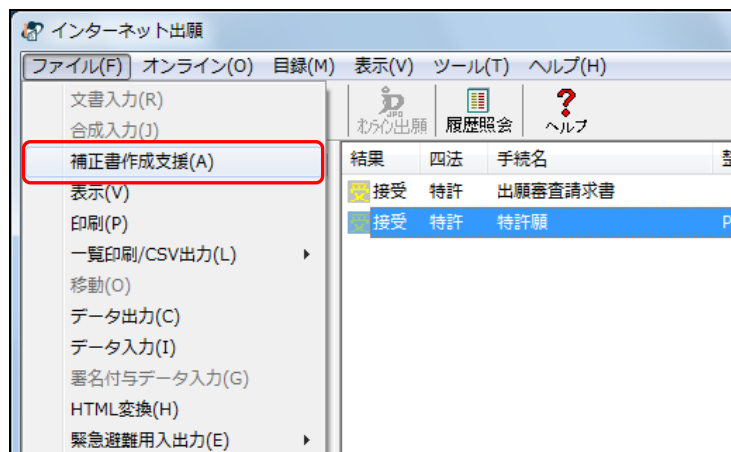 インターネット出願
ファイル(F) オンライン(O) 目録(M) 表示(V) ツール(T) ヘルプ(H)
文書入力(R)
合成入力(J)
補正書作成支援(A)
表示(V)
印刷(P)
一覧印刷/CSV出力(L)
移動(O)
データ出力(C)
データ入力(I)
署名付与データ入力(G)
HTML変換(H)
緊急避難用入出力(E)
JPO
オンライン出願 履歴照会 ヘルプ
結果 四法 手続名
受 接受 特許 出願審査請求書
受 接受 特許 特許願 P